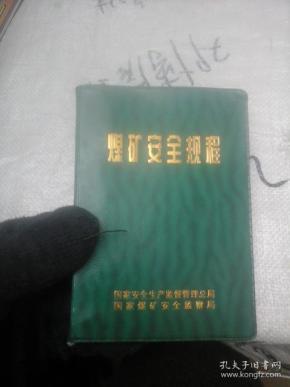 煤矿安全规程
国家安全生产监督管理总局
国家煤矿安全监察局
孔夫子旧书网